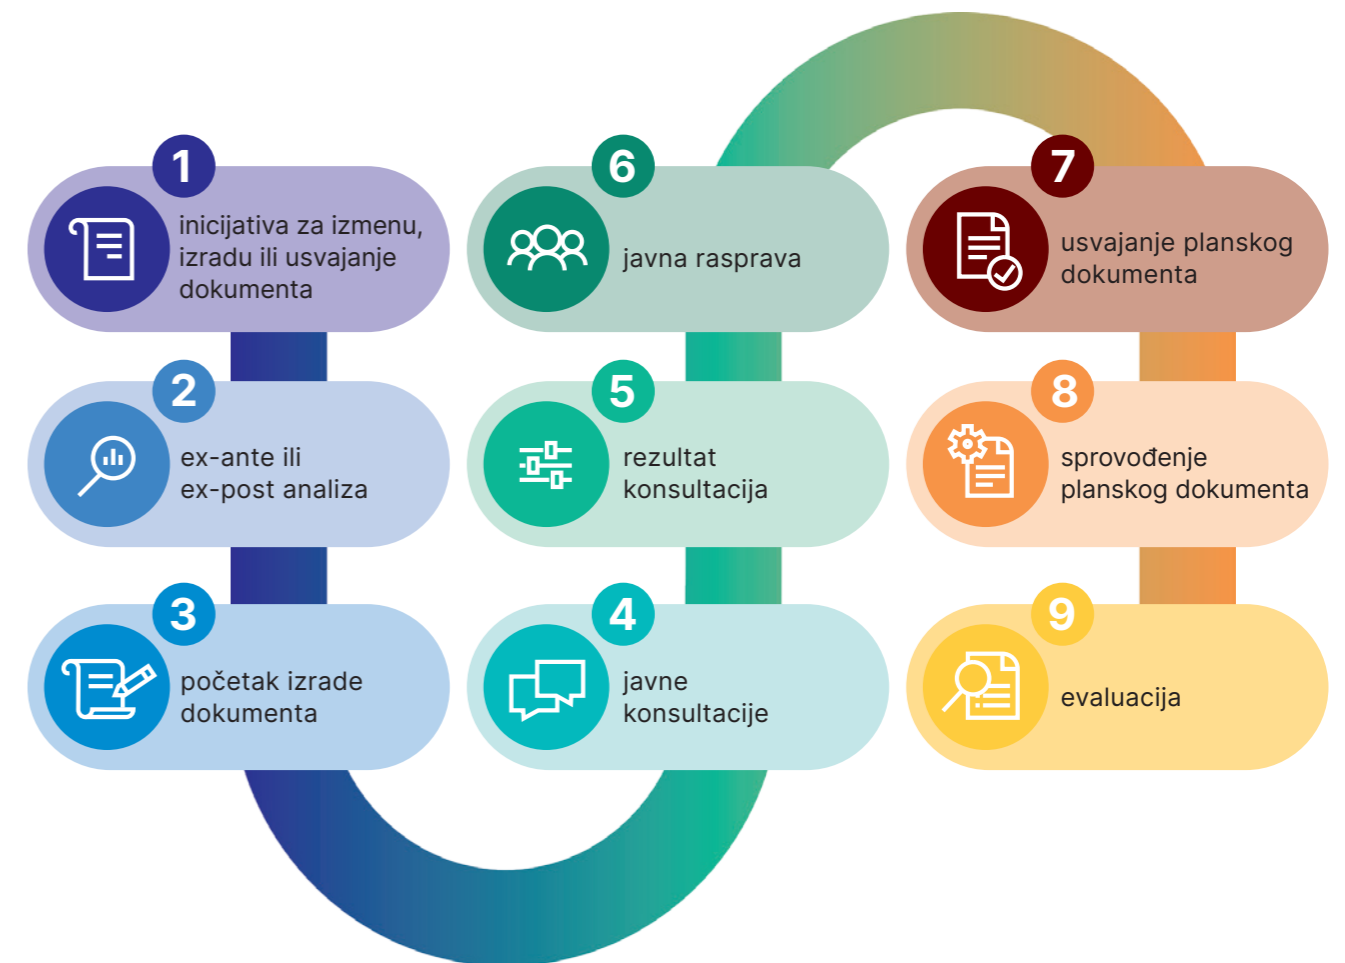 1
inicijativa za izmenu,
izradu ili usvajanje
dokumenta
2
ex-ante ili
ex-post analiza
3
početak izrade
dokumenta
4
javne
konsultacije
5
rezultat
konsultacija
6
javna rasprava
7
usvajanje planskog
dokumenta
8
sprovođenje
planskog dokumenta
9
evaluacija